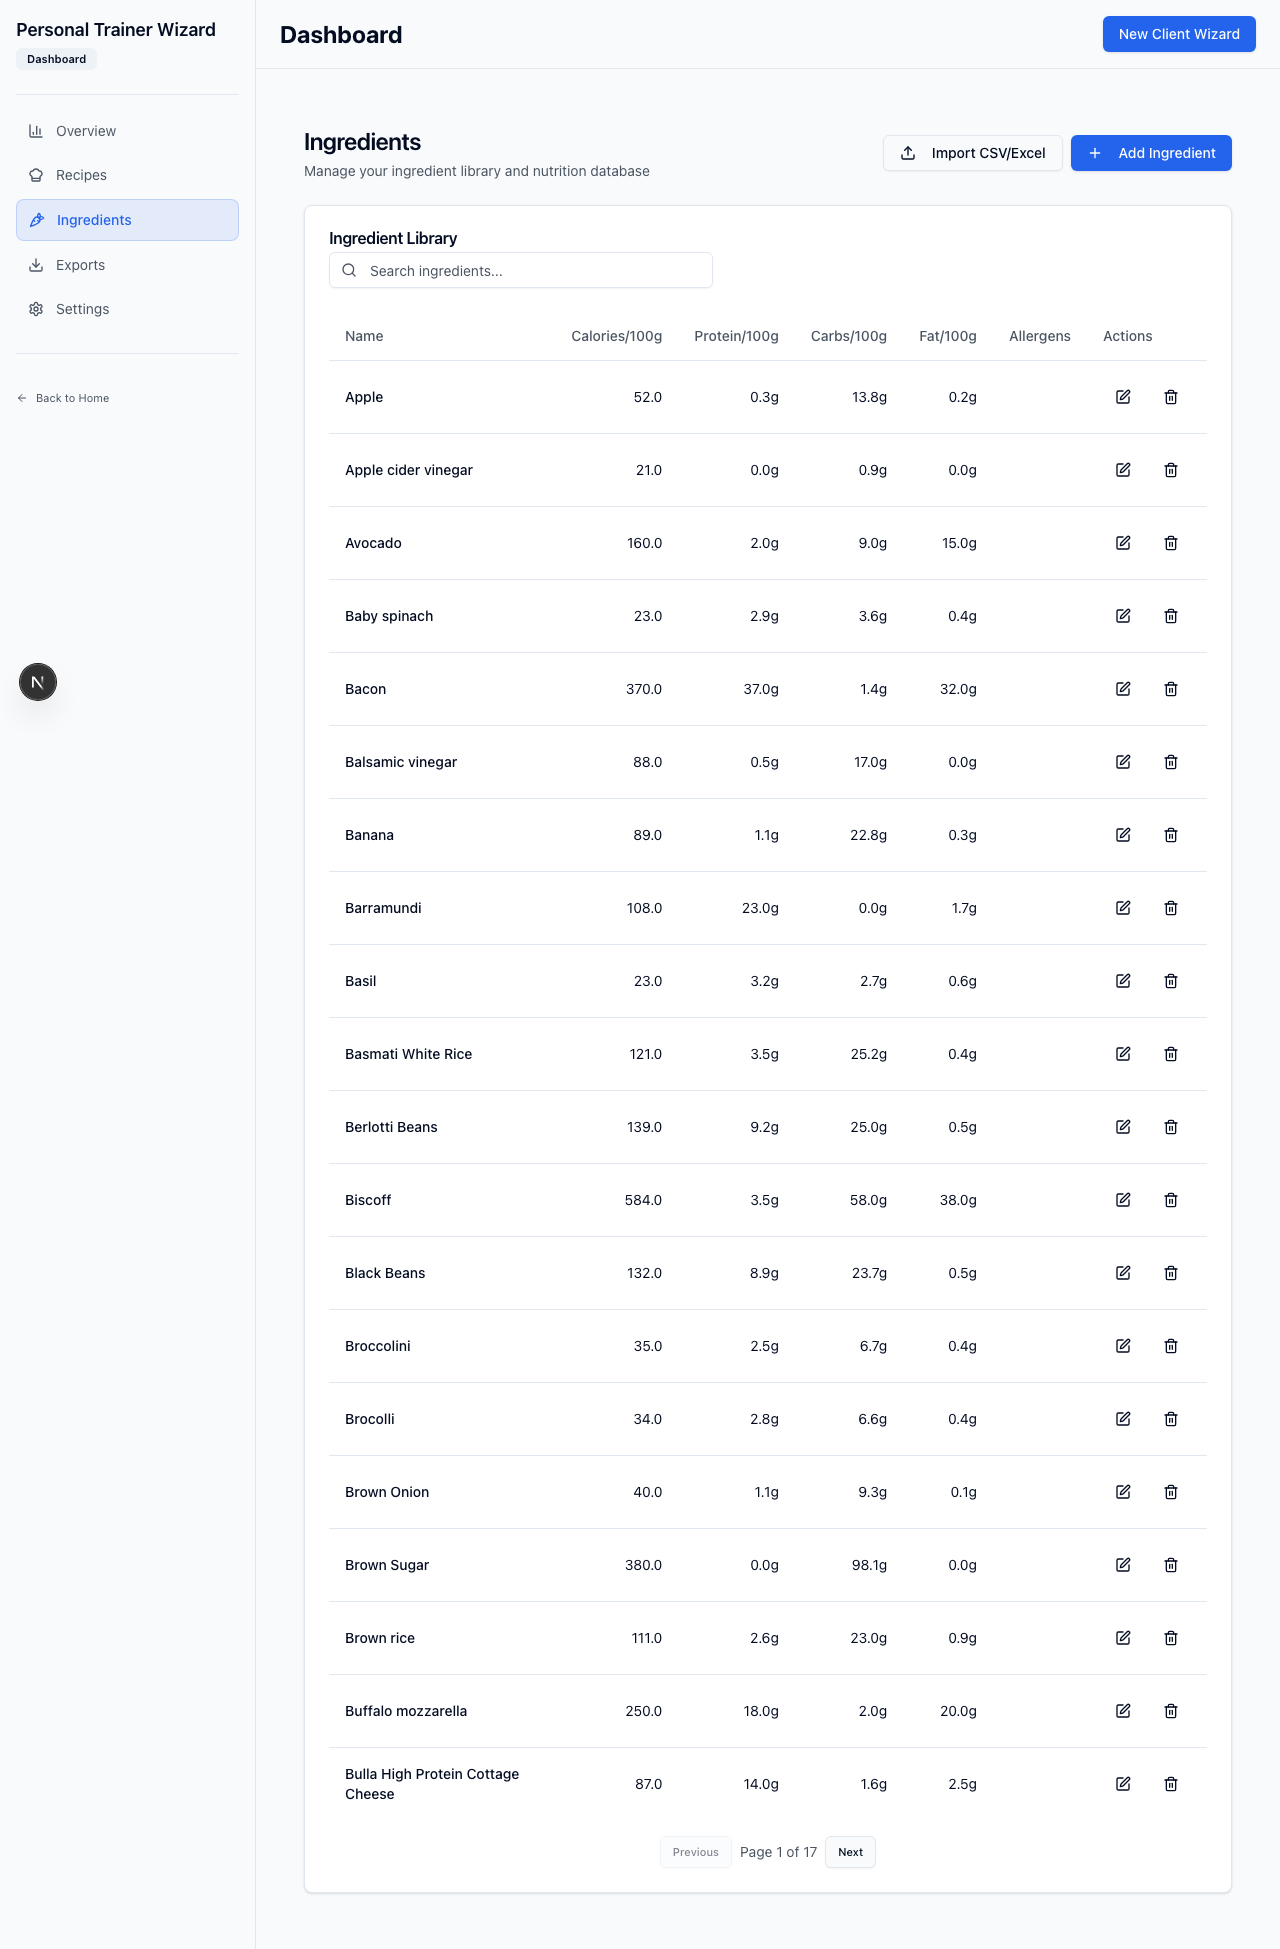 Personal Trainer Wizard
Dashboard
Overview
Recipes
Ingredients
Exports
Settings
Back to Home
N
Dashboard
New Client Wizard
Ingredients
Manage your ingredient library and nutrition database
Import CSV/Excel
Add Ingredient
Ingredient Library
Search ingredients...
Name Calories/100g Protein/100g Carbs/100g Fat/100g Allergens Actions
Apple 52.0 0.3g 13.8g 0.2g
Apple cider vinegar 21.0 0.0g 0.9g 0.0g
Avocado 160.0 2.0g 9.0g 15.0g
Baby spinach 23.0 2.9g 3.6g 0.4g
Bacon 370.0 37.0g 1.4g 32.0g
Balsamic vinegar 88.0 0.5g 17.0g 0.0g
Banana 89.0 1.1g 22.8g 0.3g
Barramundi 108.0 23.0g 0.0g 1.7g
Basil 23.0 3.2g 2.7g 0.6g
Basmati White Rice 121.0 3.5g 25.2g 0.4g
Berlotti Beans 139.0 9.2g 25.0g 0.5g
Biscoff 584.0 3.5g 58.0g 38.0g
Black Beans 132.0 8.9g 23.7g 0.5g
Broccolini 35.0 2.5g 6.7g 0.4g
Brocolli 34.0 2.8g 6.6g 0.4g
Brown Onion 40.0 1.1g 9.3g 0.1g
Brown Sugar 380.0 0.0g 98.1g 0.0g
Brown rice 111.0 2.6g 23.0g 0.9g
Buffalo mozzarella 250.0 18.0g 2.0g 20.0g
Bulla High Protein Cottage
Cheese 87.0 14.0g 1.6g 2.5g
Previous Page 1 of 17 Next